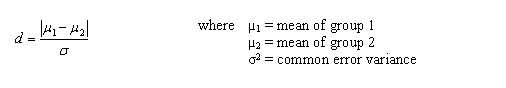 d = |μ₁ − μ₂| / σ
where μ₁ = mean of group 1
μ₂ = mean of group 2
σ² = common error variance